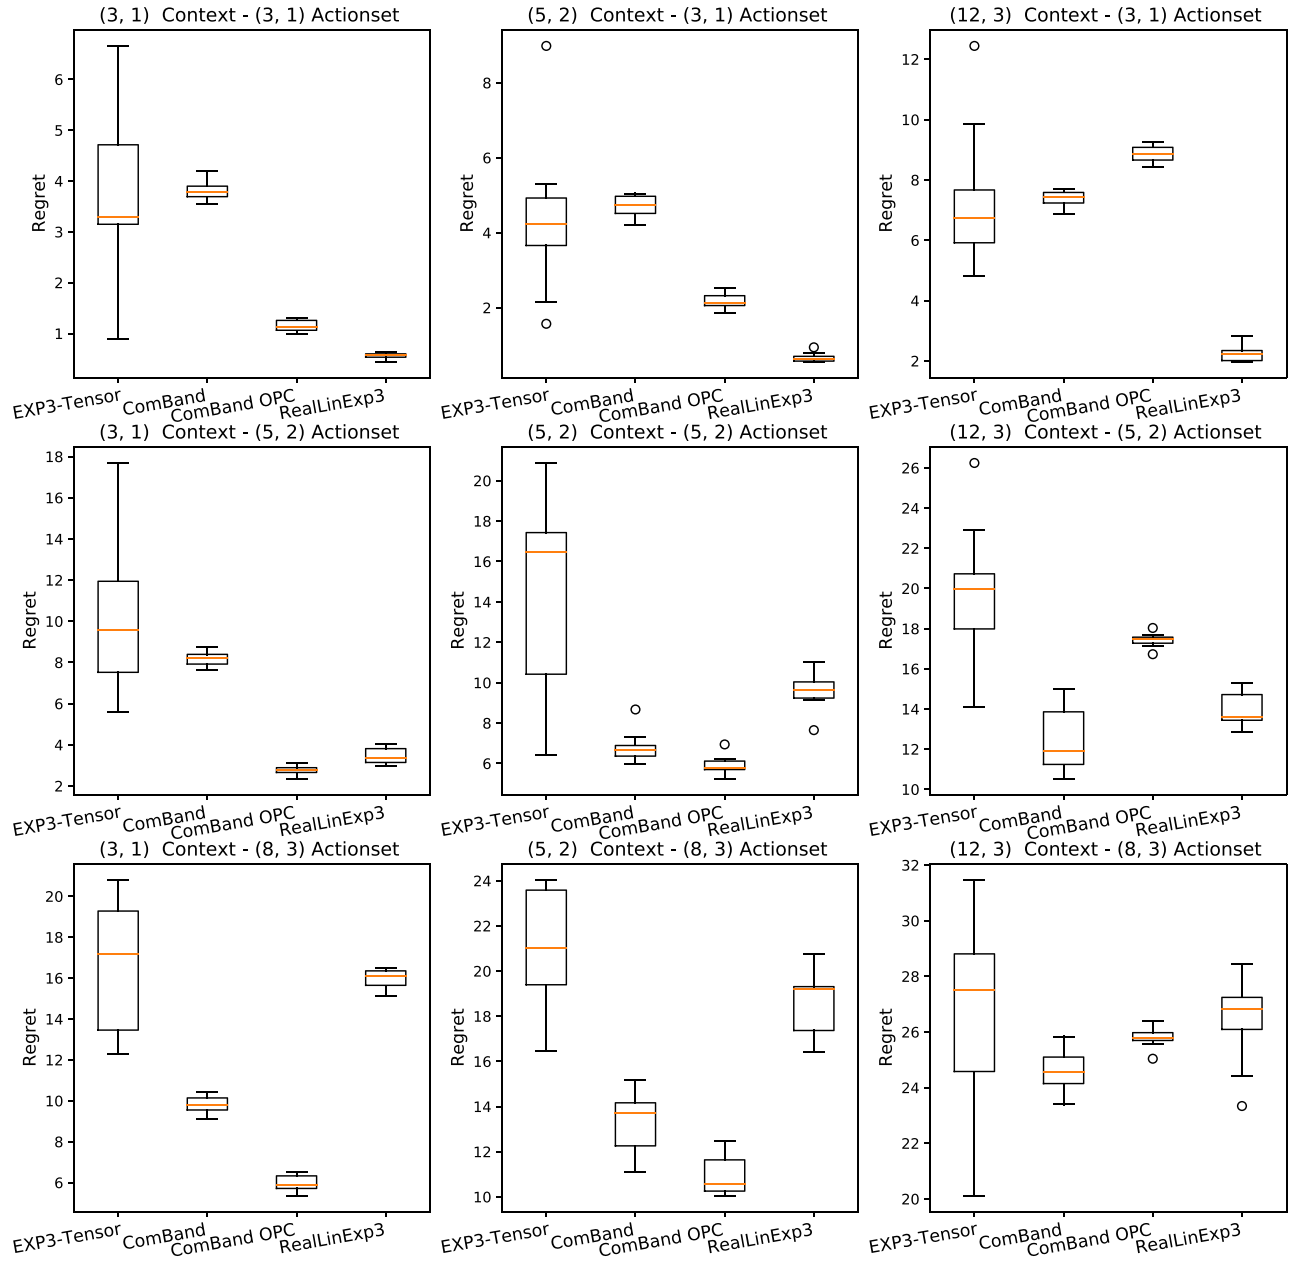 (3, 1)  Context - (3, 1) Actionset
Regret
6
5
4
3
2
1
EXP3-Tensor
ComBand
ComBand OPC
RealLinExp3
(5, 2)  Context - (3, 1) Actionset
Regret
8
6
4
2
EXP3-Tensor
ComBand
ComBand OPC
RealLinExp3
(12, 3)  Context - (3, 1) Actionset
Regret
12
10
8
6
4
2
EXP3-Tensor
ComBand
ComBand OPC
RealLinExp3
(3, 1)  Context - (5, 2) Actionset
Regret
18
16
14
12
10
8
6
4
2
EXP3-Tensor
ComBand
ComBand OPC
RealLinExp3
(5, 2)  Context - (5, 2) Actionset
Regret
20
18
16
14
12
10
8
6
EXP3-Tensor
ComBand
ComBand OPC
RealLinExp3
(12, 3)  Context - (5, 2) Actionset
Regret
26
24
22
20
18
16
14
12
10
EXP3-Tensor
ComBand
ComBand OPC
RealLinExp3
(3, 1)  Context - (8, 3) Actionset
Regret
20
18
16
14
12
10
8
6
EXP3-Tensor
ComBand
ComBand OPC
RealLinExp3
(5, 2)  Context - (8, 3) Actionset
Regret
24
22
20
18
16
14
12
10
EXP3-Tensor
ComBand
ComBand OPC
RealLinExp3
(12, 3)  Context - (8, 3) Actionset
Regret
32
30
28
26
24
22
20
EXP3-Tensor
ComBand
ComBand OPC
RealLinExp3